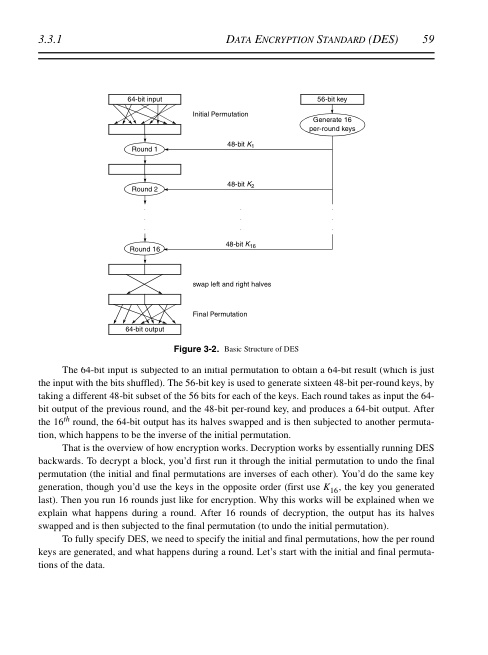 3.3.1 DATA ENCRYPTION STANDARD (DES) 59
64-bit input
56-bit key
Initial Permutation
Generate 16
per-round keys
48-bit K1
Round 1
48-bit K2
Round 2
48-bit K16
Round 16
swap left and right halves
Final Permutation
64-bit output
Figure 3-2. Basic Structure of DES
The 64-bit input is subjected to an initial permutation to obtain a 64-bit result (which is just
the input with the bits shuffled). The 56-bit key is used to generate sixteen 48-bit per-round keys, by
taking a different 48-bit subset of the 56 bits for each of the keys. Each round takes as input the 64-
bit output of the previous round, and the 48-bit per-round key, and produces a 64-bit output. After
the 16th round, the 64-bit output has its halves swapped and is then subjected to another permuta-
tion, which happens to be the inverse of the initial permutation.
That is the overview of how encryption works. Decryption works by essentially running DES
backwards. To decrypt a block, you'd first run it through the initial permutation to undo the final
permutation (the initial and final permutations are inverses of each other). You'd do the same key
generation, though you'd use the keys in the opposite order (first use K16, the key you generated
last). Then you run 16 rounds just like for encryption. Why this works will be explained when we
explain what happens during a round. After 16 rounds of decryption, the output has its halves
swapped and is then subjected to the final permutation (to undo the initial permutation).
To fully specify DES, we need to specify the initial and final permutations, how the per round
keys are generated, and what happens during a round. Let's start with the initial and final permuta-
tions of the data.